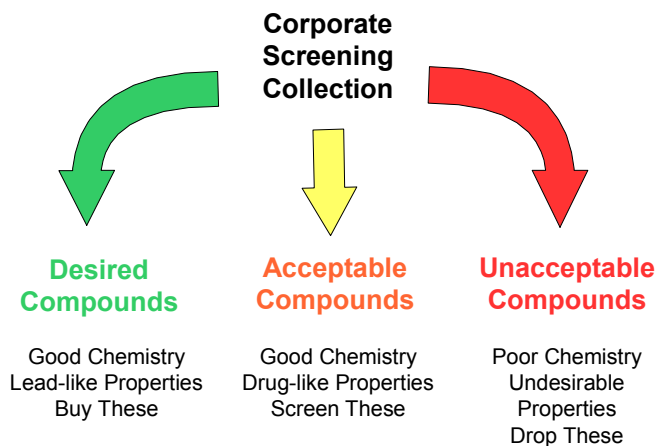 Corporate
Screening
Collection
Desired
Compounds
Good Chemistry
Lead-like Properties
Buy These
Acceptable
Compounds
Good Chemistry
Drug-like Properties
Screen These
Unacceptable
Compounds
Poor Chemistry
Undesirable
Properties
Drop These